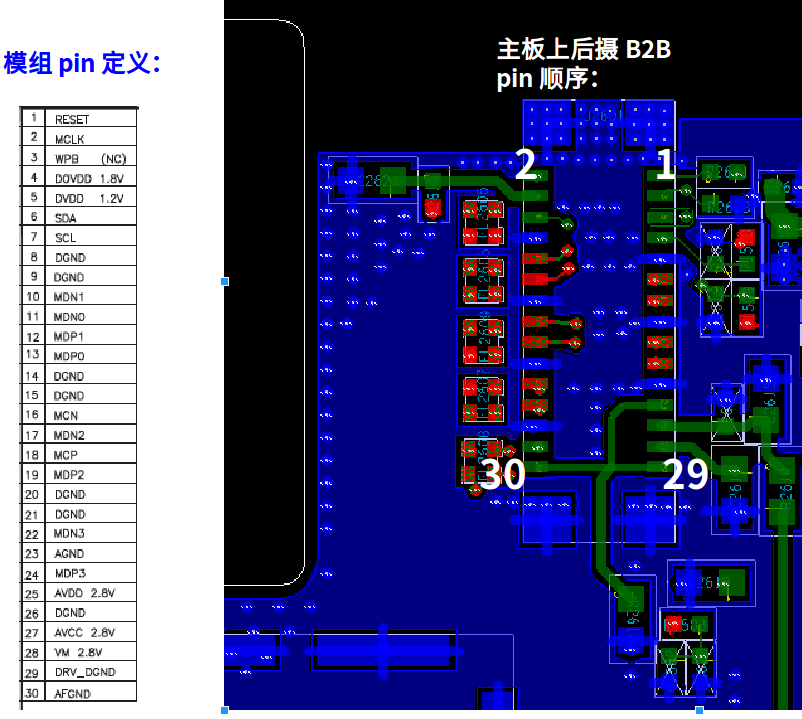 模组 pin 定义：
主板上后摄 B2B
pin 顺序：
1 RESET
2 MCLK
3 WPB (NC)
4 DOVDD 1.8V
5 DVDD 1.2V
6 SDA
7 SCL
8 DGND
9 DGND
10 MDN1
11 MDN0
12 MDP1
13 MDP0
14 DGND
15 DGND
16 MCN
17 MDN2
18 MCP
19 MDP2
20 DGND
21 DGND
22 MDN3
23 AGND
24 MDP3
25 AVDD 2.8V
26 DGND
27 AVCC 2.8V
28 VM 2.8V
29 DRV_DGND
30 AFGND
2 1
30 29